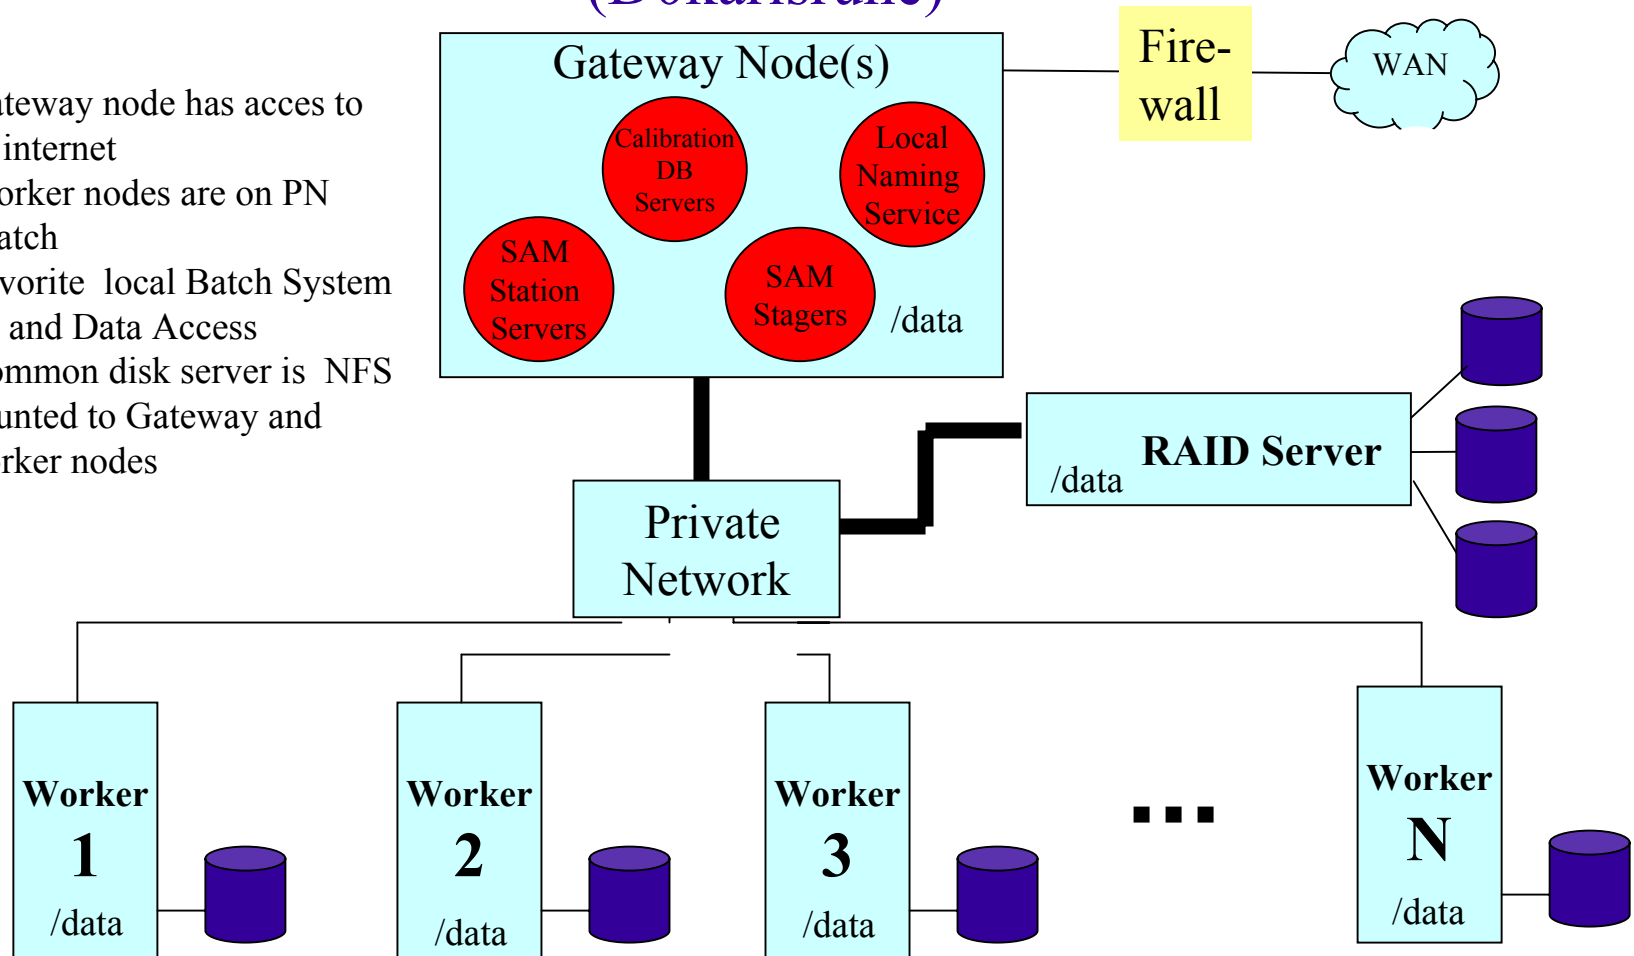 ateway node has acces to
internet
orker nodes are on PN
atch
vorite local Batch System
and Data Access
ommon disk server is NFS
unted to Gateway and
rker nodes
Gateway Node(s)
Calibration
DB
Servers
Local
Naming
Service
SAM
Station
Servers
SAM
Stagers
/data
Fire-
wall
WAN
RAID Server
/data
Private
Network
Worker
1
/data
Worker
2
/data
Worker
3
/data
...
Worker
N
/data